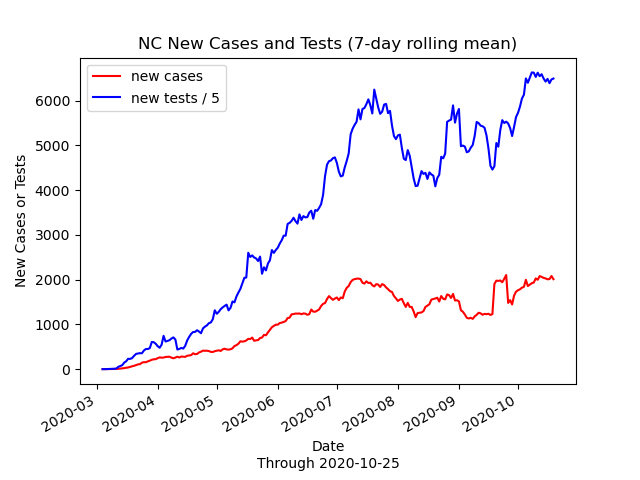 NC New Cases and Tests (7-day rolling mean)
new cases
new tests / 5
New Cases or Tests
6000
5000
4000
3000
2000
1000
0
2020-03
2020-04
2020-05
2020-06
2020-07
2020-08
2020-09
2020-10
Date
Through 2020-10-25